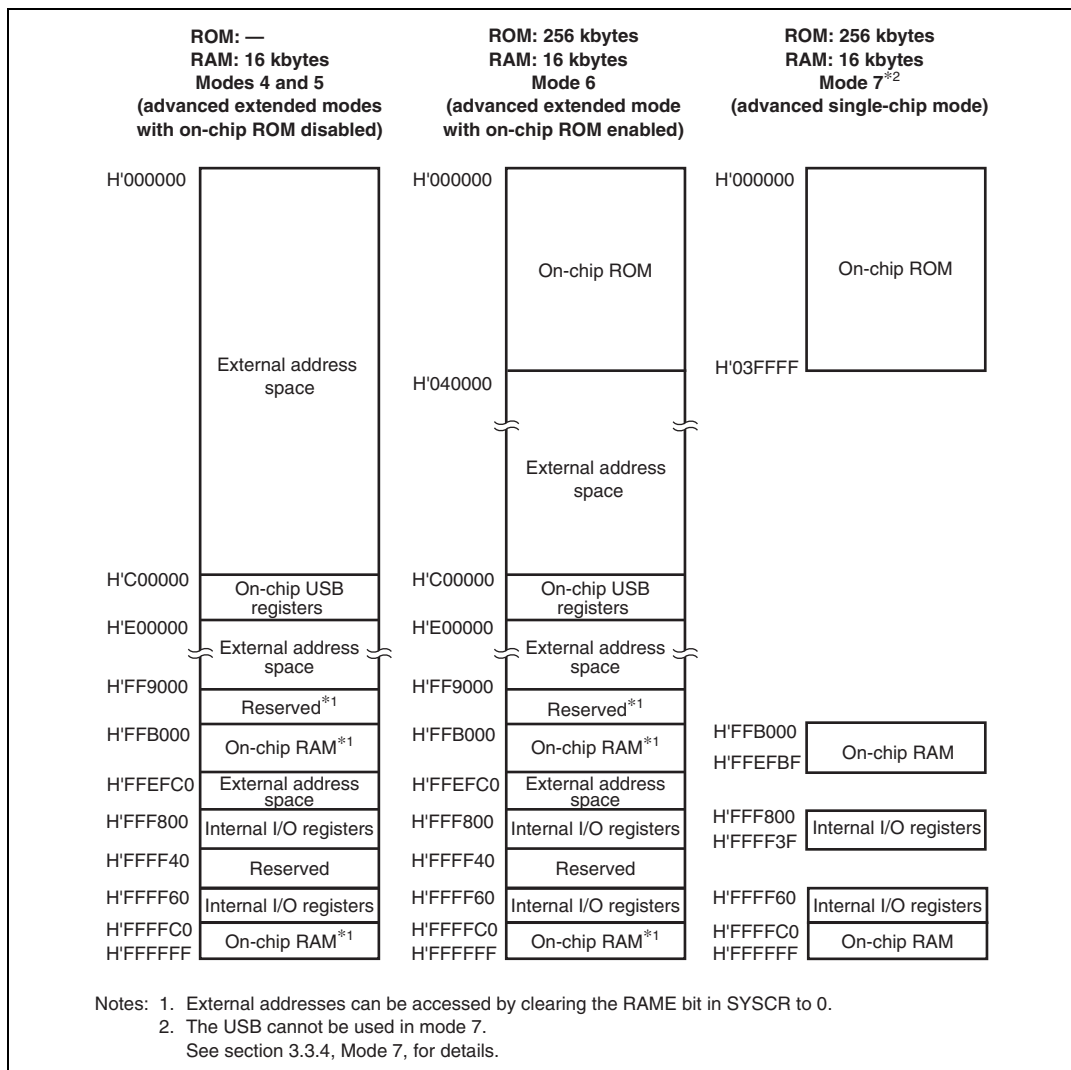 ROM: —
RAM: 16 kbytes
Modes 4 and 5
(advanced extended modes
with on-chip ROM disabled)
H'000000
External address
space
H'C00000
On-chip USB
registers
H'E00000
External address
space
H'FF9000
Reserved*1
H'FFB000
On-chip RAM*1
H'FFEFC0
External address
space
H'FFF800
Internal I/O registers
H'FFFF40
Reserved
H'FFFF60
Internal I/O registers
H'FFFFC0
On-chip RAM*1
H'FFFFFF
ROM: 256 kbytes
RAM: 16 kbytes
Mode 6
(advanced extended mode
with on-chip ROM enabled)
H'000000
On-chip ROM
H'040000
External address
space
H'C00000
On-chip USB
registers
H'E00000
External address
space
H'FF9000
Reserved*1
H'FFB000
On-chip RAM*1
H'FFEFC0
External address
space
H'FFF800
Internal I/O registers
H'FFFF40
Reserved
H'FFFF60
Internal I/O registers
H'FFFFC0
On-chip RAM*1
H'FFFFFF
ROM: 256 kbytes
RAM: 16 kbytes
Mode 7*2
(advanced single-chip mode)
H'000000
On-chip ROM
H'03FFFF
H'FFB000
On-chip RAM
H'FFEFBF
H'FFF800
Internal I/O registers
H'FFFF3F
H'FFFF60
Internal I/O registers
H'FFFFC0
On-chip RAM
H'FFFFFF
Notes: 1. External addresses can be accessed by clearing the RAME bit in SYSCR to 0.
2. The USB cannot be used in mode 7.
See section 3.3.4, Mode 7, for details.